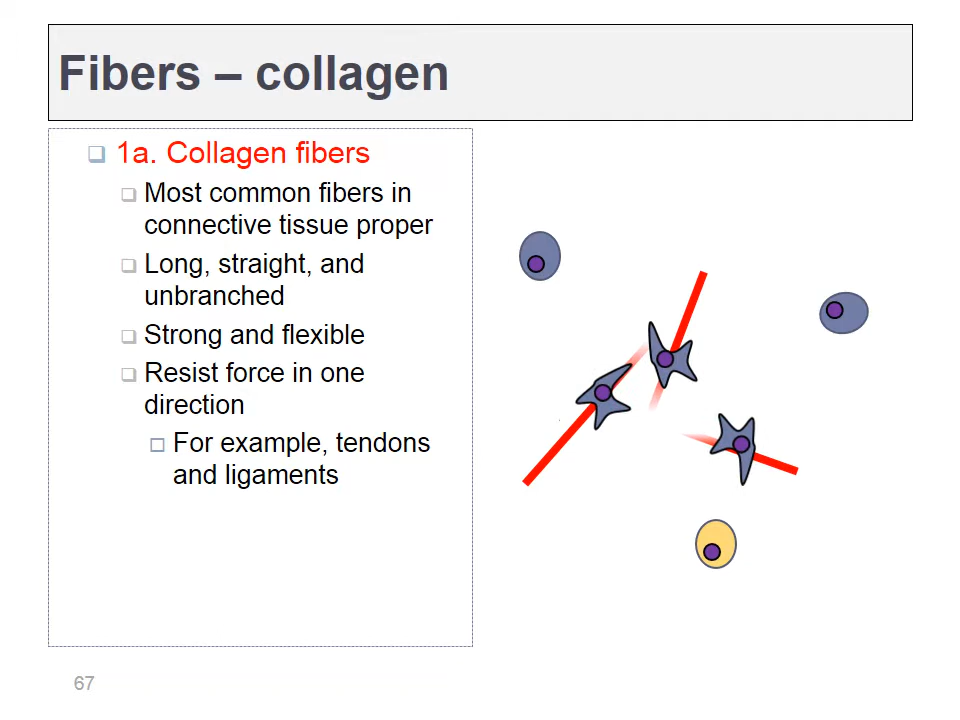 Fibers – collagen
1a. Collagen fibers
Most common fibers in
connective tissue proper
Long, straight, and
unbranched
Strong and flexible
Resist force in one
direction
For example, tendons
and ligaments
67